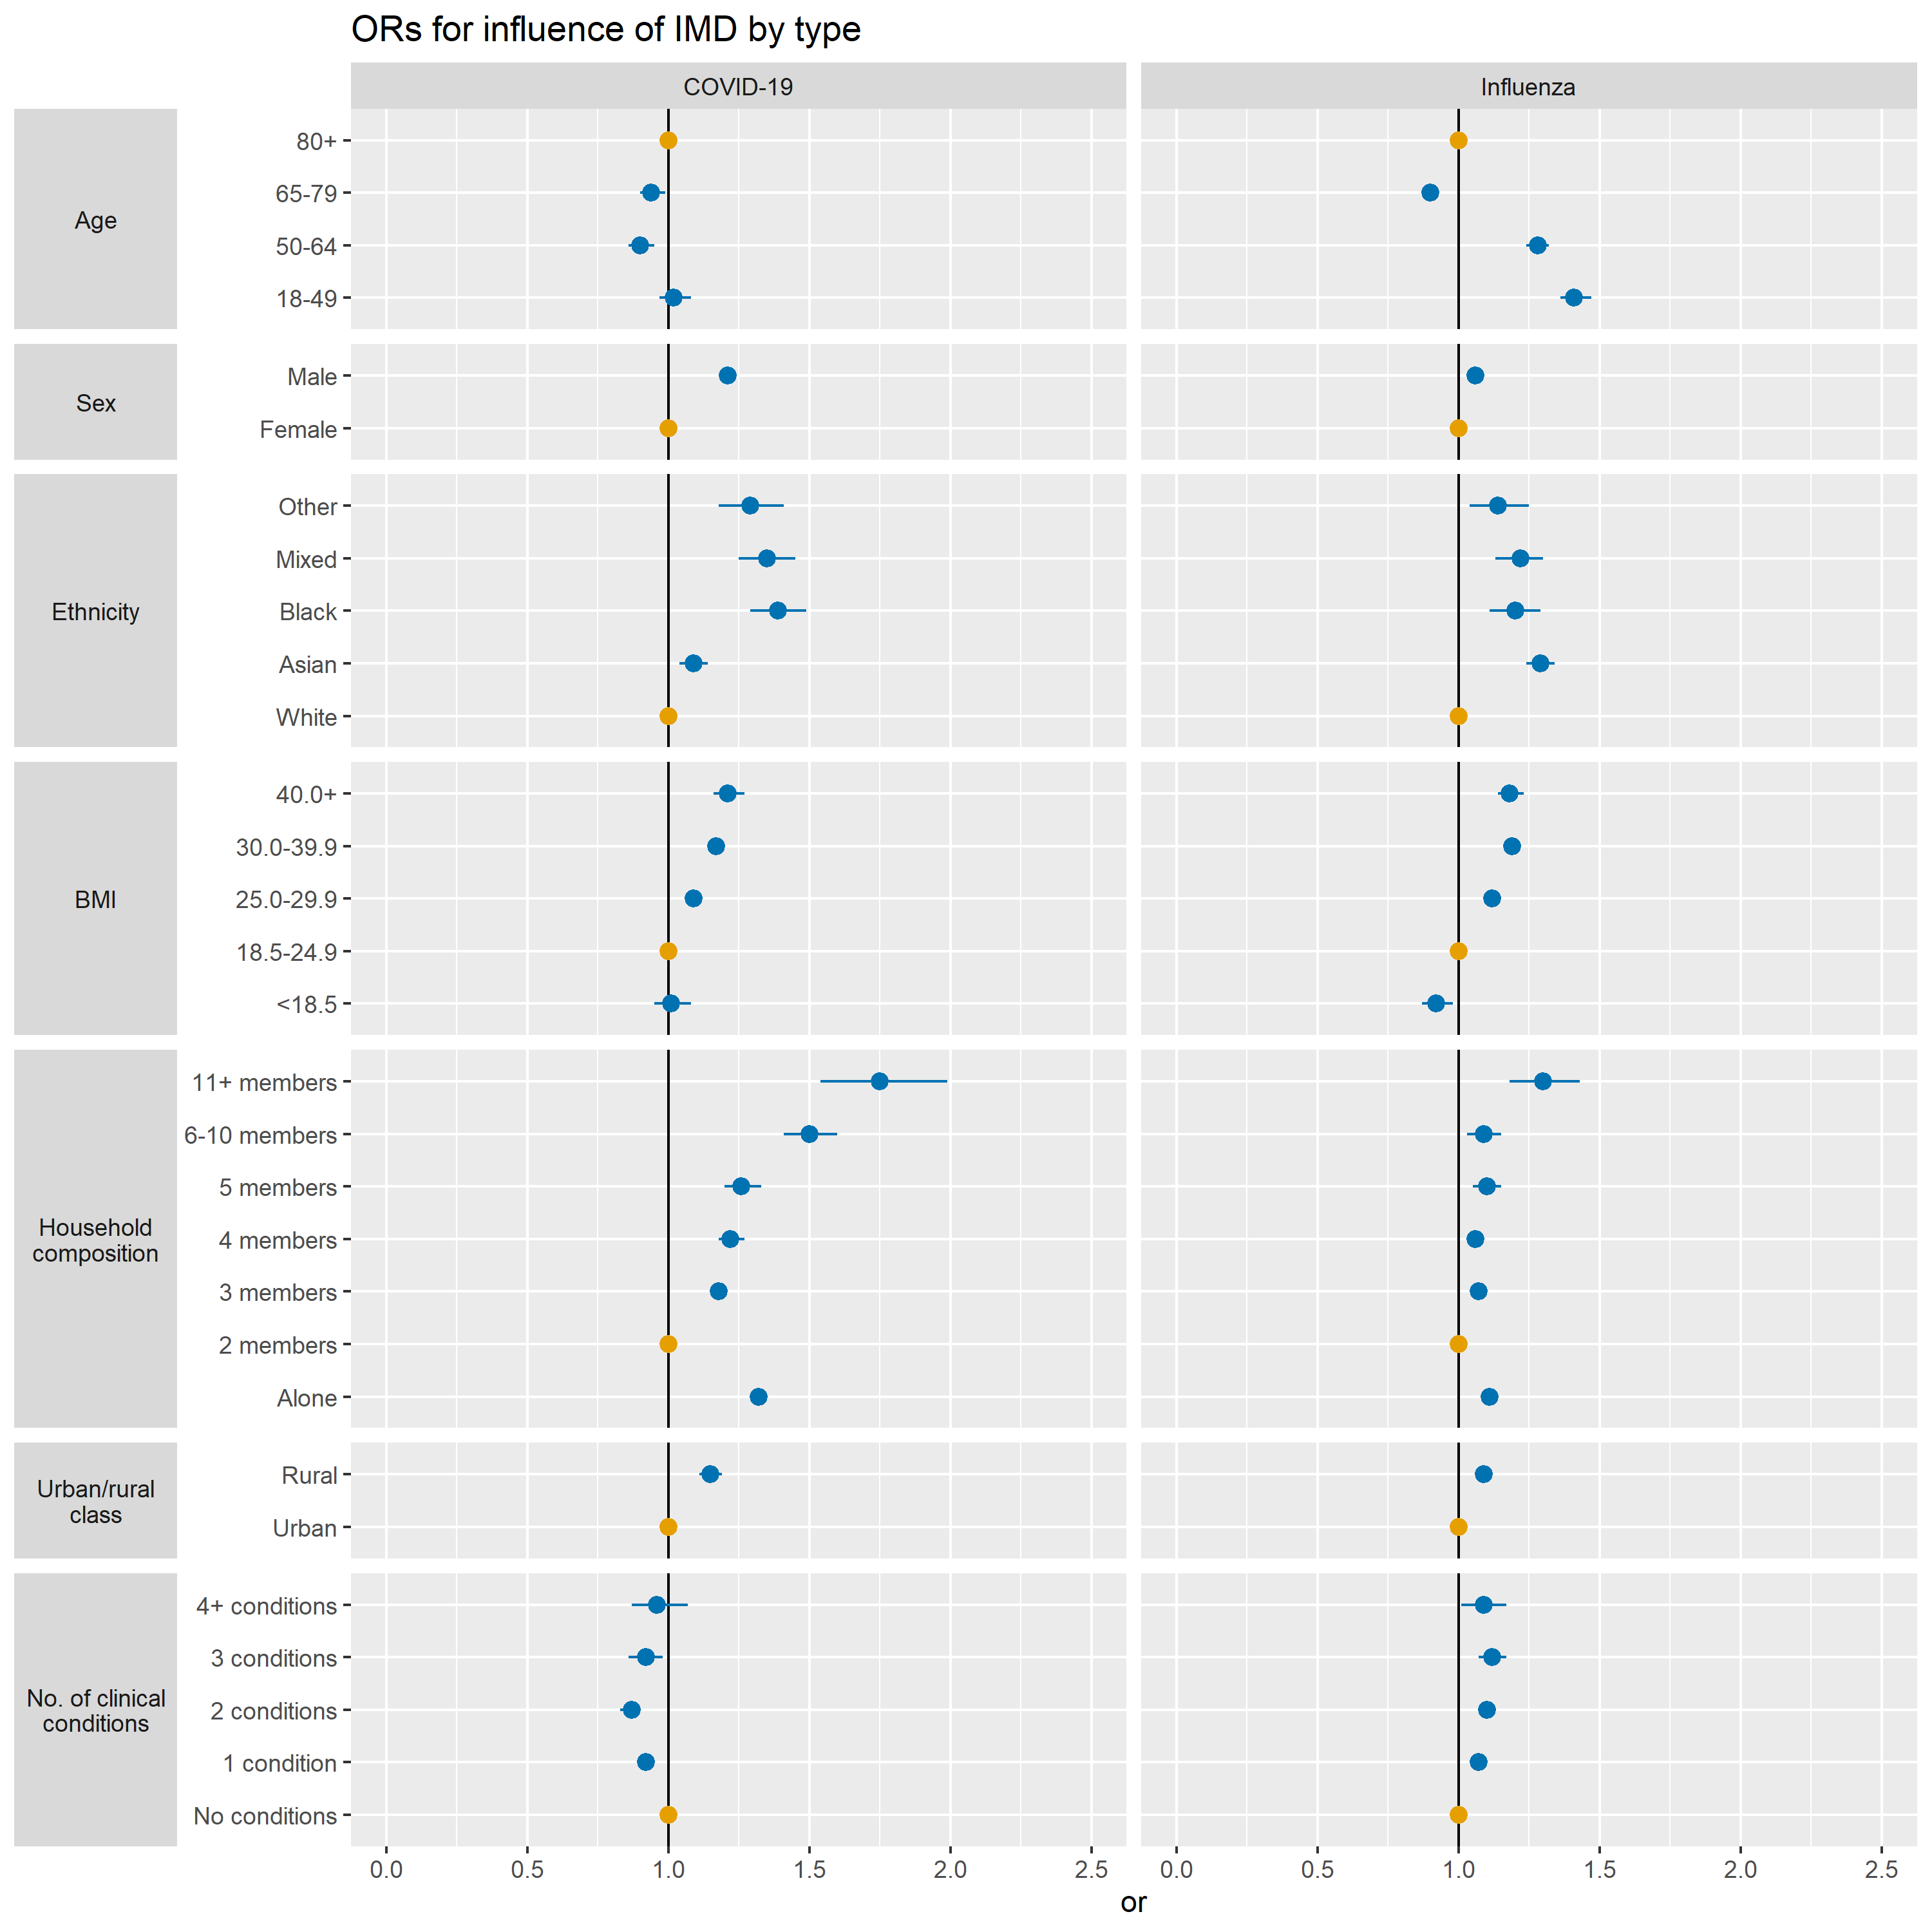 ORs for influence of IMD by type
COVID-19
Influenza
Age
80+
65-79
50-64
18-49
Sex
Male
Female
Ethnicity
Other
Mixed
Black
Asian
White
BMI
40.0+
30.0-39.9
25.0-29.9
18.5-24.9
<18.5
Household
composition
11+ members
6-10 members
5 members
4 members
3 members
2 members
Alone
Urban/rural
class
Rural
Urban
No. of clinical
conditions
4+ conditions
3 conditions
2 conditions
1 condition
No conditions
0.0 0.5 1.0 1.5 2.0 2.5
0.0 0.5 1.0 1.5 2.0 2.5
or